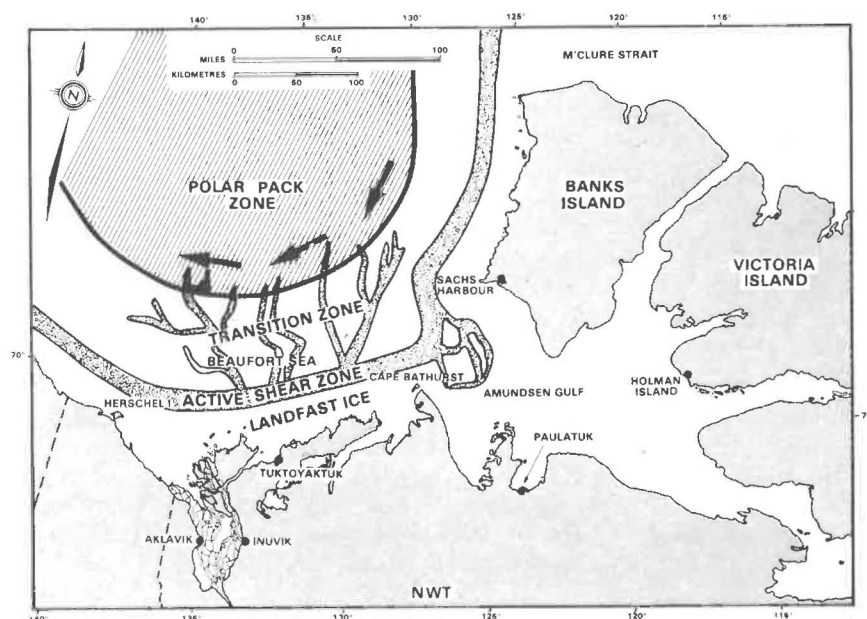 140°
135°
130°
125°
120°
115°
SCALE
MILES 0 50 100
KILOMETRES 0 50 100
N
M'CLURE STRAIT
POLAR PACK
ZONE
BANKS
ISLAND
VICTORIA
ISLAND
SACHS
HARBOUR
TRANSITION ZONE
BEAUFORT SEA
70°
ACTIVE SHEAR ZONE
CAPE BATHURST
HERSCHEL I
LANDFAST ICE
AMUNDSEN GULF
HOLMAN
ISLAND
PAULATUK
TUKTOYAKTUK
AKLAVIK
INUVIK
NWT
140°
135°
130°
125°
120°
115°